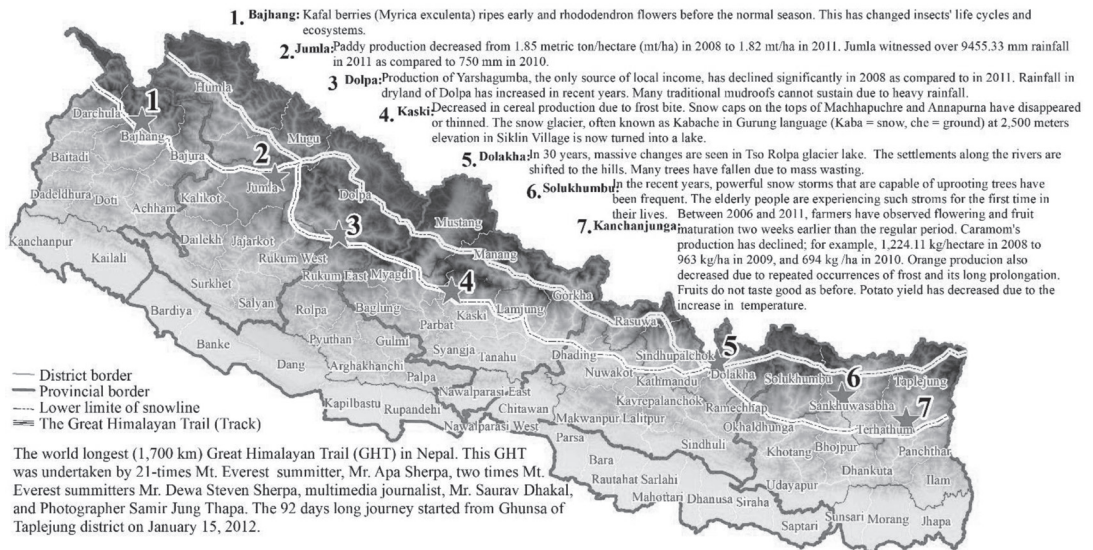 1. Bajhang: Kafal berries (Myrica exculenta) ripes early and rhododendron flowers before the normal season. This has changed insects' life cycles and
ecosystems.
2. Jumla: Paddy production decreased from 1.85 metric ton/hectare (mt/ha) in 2008 to 1.82 mt/ha in 2011. Jumla witnessed over 9455.33 mm rainfall
in 2011 as compared to 750 mm in 2010.
3 Dolpa: Production of Yarshagumba, the only source of local income, has declined significantly in 2008 as compared to in 2011. Rainfall in
dryland of Dolpa has increased in recent years. Many traditional mudroofs cannot sustain due to heavy rainfall.
4. Kaski: Decreased in cereal production due to frost bite. Snow caps on the tops of Machhapuchre and Annapurna have disappeared
or thinned. The snow glacier, often known as Kabache in Gurung language (Kaba = snow, che = ground) at 2,500 meters
elevation in Siklin Village is now turned into a lake.
5. Dolakha: In 30 years, massive changes are seen in Tso Rolpa glacier lake. The settlements along the rivers are
shifted to the hills. Many trees have fallen due to mass wasting.
6. Solukhumbu: In the recent years, powerful snow storms that are capable of uprooting trees have
been frequent. The elderly people are experiencing such stroms for the first time in
their lives.
7. Kanchanjunga: Between 2006 and 2011, farmers have observed flowering and fruit
maturation two weeks earlier than the regular period. Caramom's
production has declined; for example, 1,224.11 kg/hectare in 2008 to
963 kg/ha in 2009, and 694 kg /ha in 2010. Orange producion also
decreased due to repeated occurrences of frost and its long prolongation.
Fruits do not taste good as before. Potato yield has decreased due to the
increase in temperature.
Humla
1
Darchula
Bajhang
Mugu
Baitadi
Bajura
2
Jumla
Dolpa
Dadeldhura
Doti
Kalikot
Achham
Mustang
3
Kanchanpur
Dailekh
Jajarkot
Manang
Kailali
Rukum West
Surkhet
Rukum East
Myagdi
4
Gorkha
Salyan
Rolpa
Baglung
Kaski
Lamjung
Bardiya
Parbat
Rasuwa
Banke
Pyuthan
Gulmi
Syangja
Tanahu
Dhading
Sindhupalchok
5
Dang
Arghakhanchi
Palpa
Nuwakot
Kathmandu
Dolakha
Solukhumbu
6
Taplejung
Nawalparasi East
Kapilbastu
Rupandehi
Chitawan
Kavrepalanchok
Ramechhap
Sankhuwasabha
7
Nawalparasi West
Makwanpur
Lalitpur
Okhaldhunga
Terhathum
Parsa
Sindhuli
Khotang
Bhojpur
Panchthar
Bara
Dhankuta
Rautahat
Sarlahi
Udayapur
Ilam
Mahottari
Dhanusa
Siraha
Saptari
Sunsari
Morang
Jhapa
District border
Provincial border
Lower limite of snowline
The Great Himalayan Trail (Track)
The world longest (1,700 km) Great Himalayan Trail (GHT) in Nepal. This GHT
was undertaken by 21-times Mt. Everest summitter, Mr. Apa Sherpa, two times Mt.
Everest summitters Mr. Dewa Steven Sherpa, multimedia journalist, Mr. Saurav Dhakal,
and Photographer Samir Jung Thapa. The 92 days long journey started from Ghunsa of
Taplejung district on January 15, 2012.